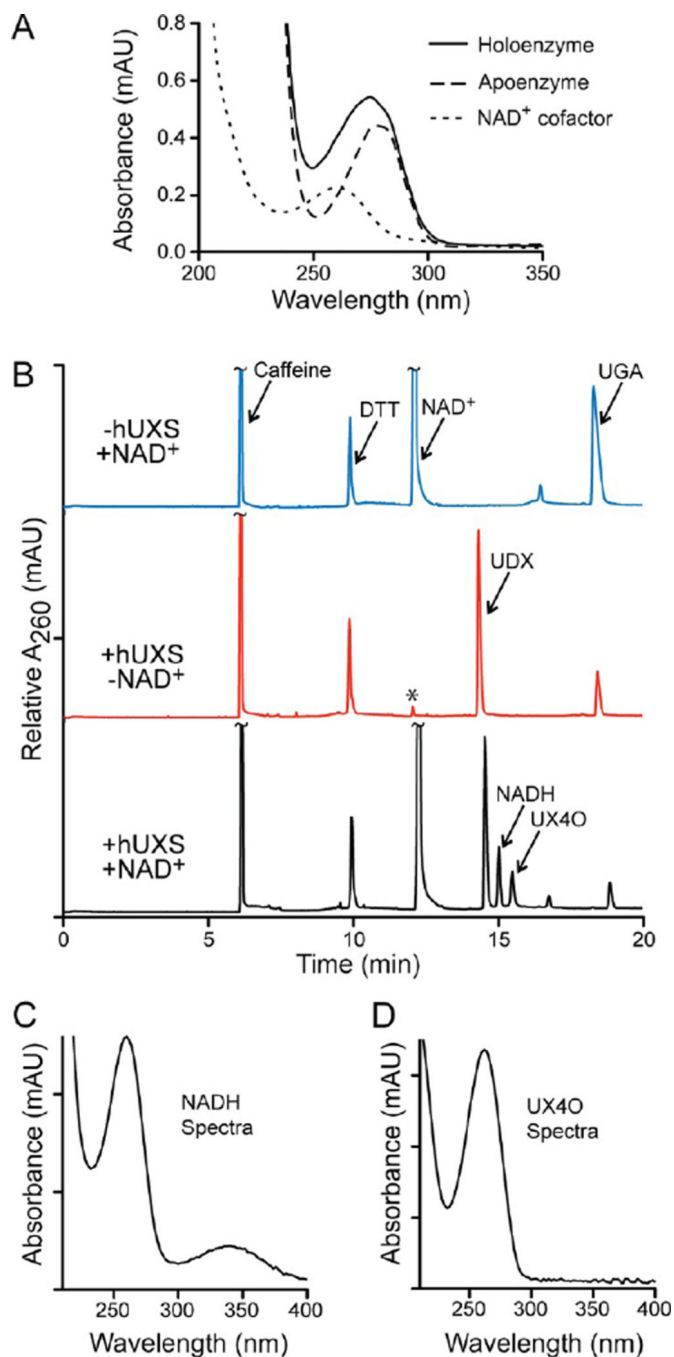 A
Absorbance (mAU)
0.8
0.6
0.4
0.2
0.0
200
250
300
350
Wavelength (nm)
Holoenzyme
Apoenzyme
NAD+ cofactor
B
Relative A260 (mAU)
-hUXS
+NAD+
Caffeine
DTT
NAD+
UGA
+hUXS
-NAD+
*
UDX
+hUXS
+NAD+
NADH
UX4O
0
5
10
15
20
Time (min)
C
Absorbance (mAU)
NADH
Spectra
250
300
350
400
Wavelength (nm)
D
Absorbance (mAU)
UX4O
Spectra
250
300
350
400
Wavelength (nm)